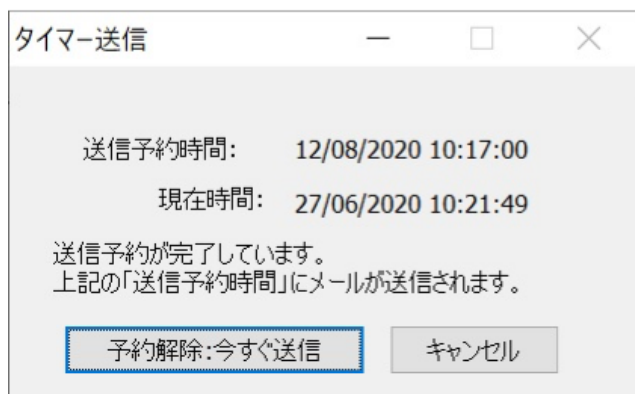 タイマー送信
送信予約時間: 12/08/2020 10:17:00
現在時間: 27/06/2020 10:21:49
送信予約が完了しています。
上記の「送信予約時間」にメールが送信されます。
予約解除:今すぐ送信 キャンセル